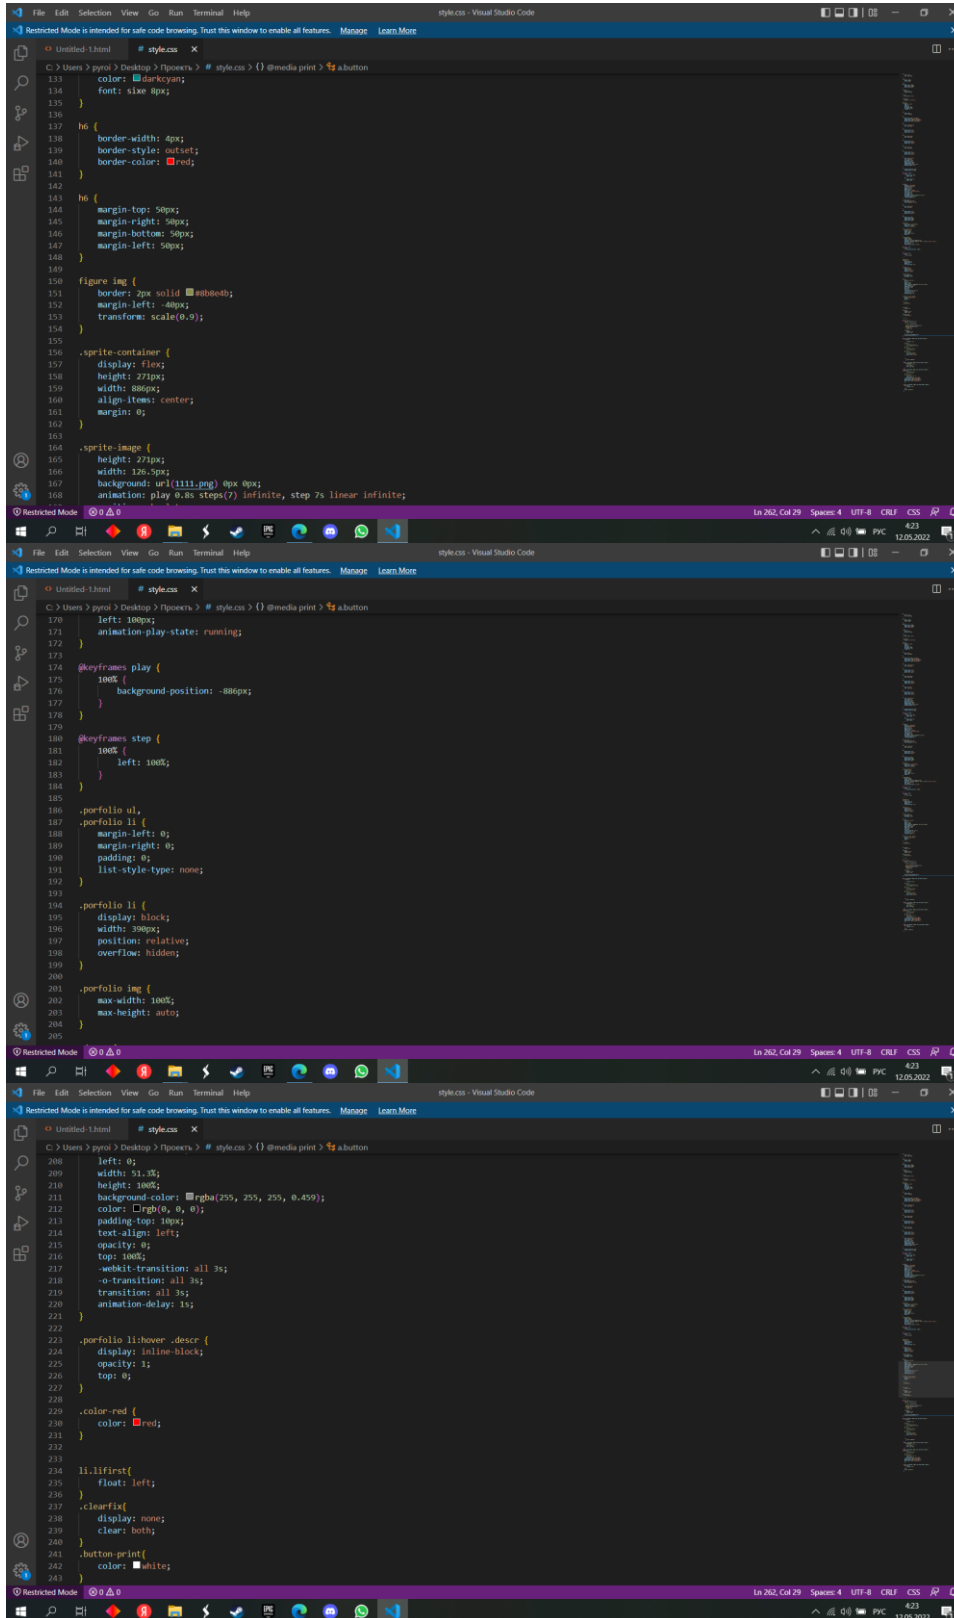 File Edit Selection View Go Run Terminal Help style.css - Visual Studio Code
Restricted Mode is intended for safe code browsing. Trust this window to enable all features. Manage Learn More
Untitled-1.html # style.css
C: > Users > pyroi > Desktop > Проекты > # style.css > {} @media print > a.button
133 color: darkcyan;
134 font: sixe 8px;
135 }
136
137 h6 {
138 border-width: 4px;
139 border-style: outset;
140 border-color: red;
141 }
142
143 h6 {
144 margin-top: 50px;
145 margin-right: 50px;
146 margin-bottom: 50px;
147 margin-left: 50px;
148 }
149
150 figure img {
151 border: 2px solid #8b8e4b;
152 margin-left: -40px;
153 transform: scale(0.9);
154 }
155
156 .sprite-container {
157 display: flex;
158 height: 271px;
159 width: 886px;
160 align-items: center;
161 margin: 0;
162 }
163
164 .sprite-image {
165 height: 271px;
166 width: 126.5px;
167 background: url(1111.png) 0px 0px;
168 animation: play 0.8s steps(7) infinite, step 7s linear infinite;
Restricted Mode 0 0 Ln 262, Col 29 Spaces: 4 UTF-8 CRLF CSS
РУС 4:23
12.05.2022
File Edit Selection View Go Run Terminal Help style.css - Visual Studio Code
Restricted Mode is intended for safe code browsing. Trust this window to enable all features. Manage Learn More
Untitled-1.html # style.css
C: > Users > pyroi > Desktop > Проекты > # style.css > {} @media print > a.button
170 left: 100px;
171 animation-play-state: running;
172 }
173
174 @keyframes play {
175 100% {
176 background-position: -886px;
177 }
178 }
179
180 @keyframes step {
181 100% {
182 left: 100%;
183 }
184 }
185
186 .porfolio ul,
187 .porfolio li {
188 margin-left: 0;
189 margin-right: 0;
190 padding: 0;
191 list-style-type: none;
192 }
193
194 .porfolio li {
195 display: block;
196 width: 390px;
197 position: relative;
198 overflow: hidden;
199 }
200
201 .porfolio img {
202 max-width: 100%;
203 max-height: auto;
204 }
205
Restricted Mode 0 0 Ln 262, Col 29 Spaces: 4 UTF-8 CRLF CSS
РУС 4:23
12.05.2022
File Edit Selection View Go Run Terminal Help style.css - Visual Studio Code
Restricted Mode is intended for safe code browsing. Trust this window to enable all features. Manage Learn More
Untitled-1.html # style.css
C: > Users > pyroi > Desktop > Проекты > # style.css > {} @media print > a.button
208 left: 0;
209 width: 51.3%;
210 height: 100%;
211 background-color: rgba(255, 255, 255, 0.459);
212 color: rgb(0, 0, 0);
213 padding-top: 10px;
214 text-align: left;
215 opacity: 0;
216 top: 100%;
217 -webkit-transition: all 3s;
218 -o-transition: all 3s;
219 transition: all 3s;
220 animation-delay: 1s;
221 }
222
223 .porfolio li:hover .descr {
224 display: inline-block;
225 opacity: 1;
226 top: 0;
227 }
228
229 .color-red {
230 color: red;
231 }
232
233
234 li.lifirst{
235 float: left;
236 }
237 .clearfix{
238 display: none;
239 clear: both;
240 }
241 .button-print{
242 color: white;
243 }
Restricted Mode 0 0 Ln 262, Col 29 Spaces: 4 UTF-8 CRLF CSS
РУС 4:23
12.05.2022